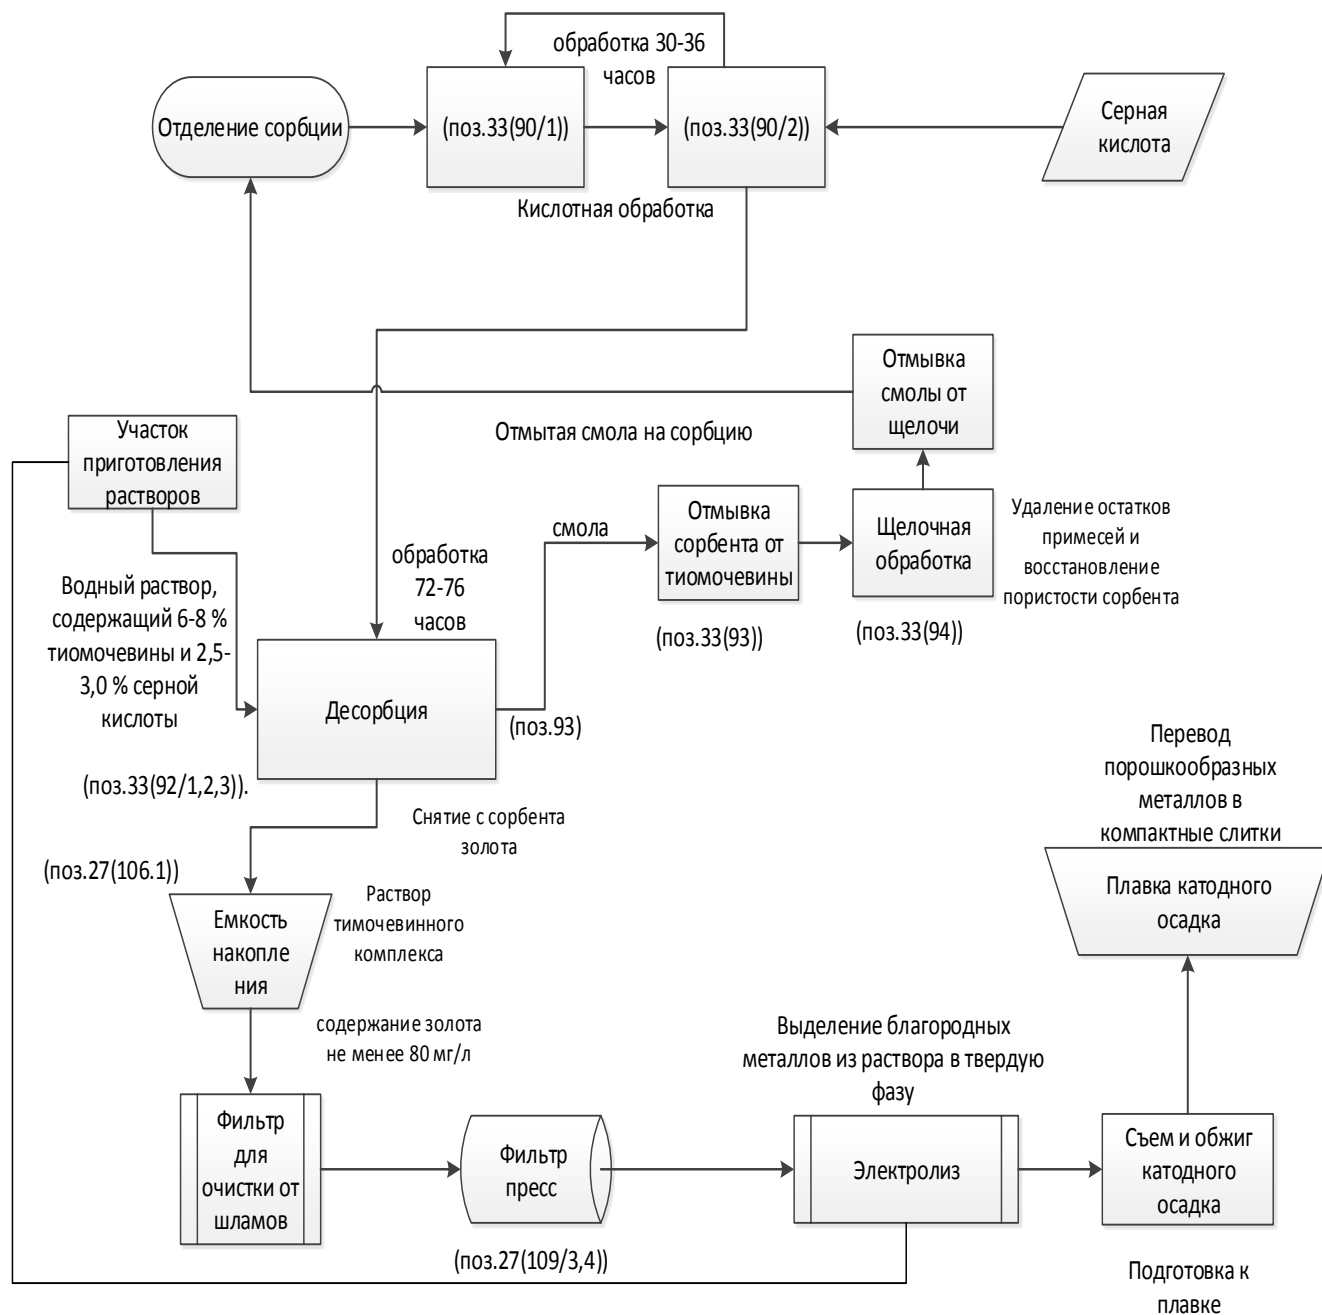 обработка 30-36
часов
Отделение сорбции
(поз.33(90/1))
(поз.33(90/2))
Серная
кислота
Кислотная обработка
Отмывка
смолы от
щелочи
Участок
приготовления
растворов
Отмытая смола на сорбцию
смола
Отмывка
сорбента от
тиомочевины
Щелочная
обработка
Удаление остатков
примесей и
восстановление
пористости сорбента
обработка
72-76
часов
Водный раствор,
содержащий 6-8 %
тиомочевины и 2,5-
3,0 % серной
кислоты
(поз.33(93))
(поз.33(94))
Десорбция
(поз.93)
(поз.33(92/1,2,3)).
Снятие с сорбента
золота
Перевод
порошкообразных
металлов в
компактные слитки
(поз.27(106.1))
Раствор
тимочевинного
комплекса
Емкость
накопле
ния
Плавка катодного
осадка
содержание золота
не менее 80 мг/л
Выделение благородных
металлов из раствора в твердую
фазу
Фильтр
для
очистки от
шламов
Фильтр
пресс
Электролиз
Съем и обжиг
катодного
осадка
(поз.27(109/3,4))
Подготовка к
плавке